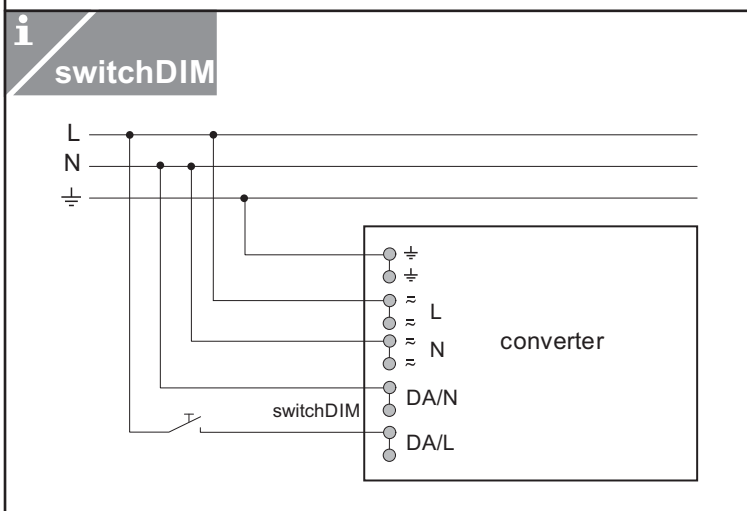 i
switchDIM
L
N
⏚
⏚
⏚
≂
L
≂
≂
N
≂
converter
DA/N
switchDIM
DA/L